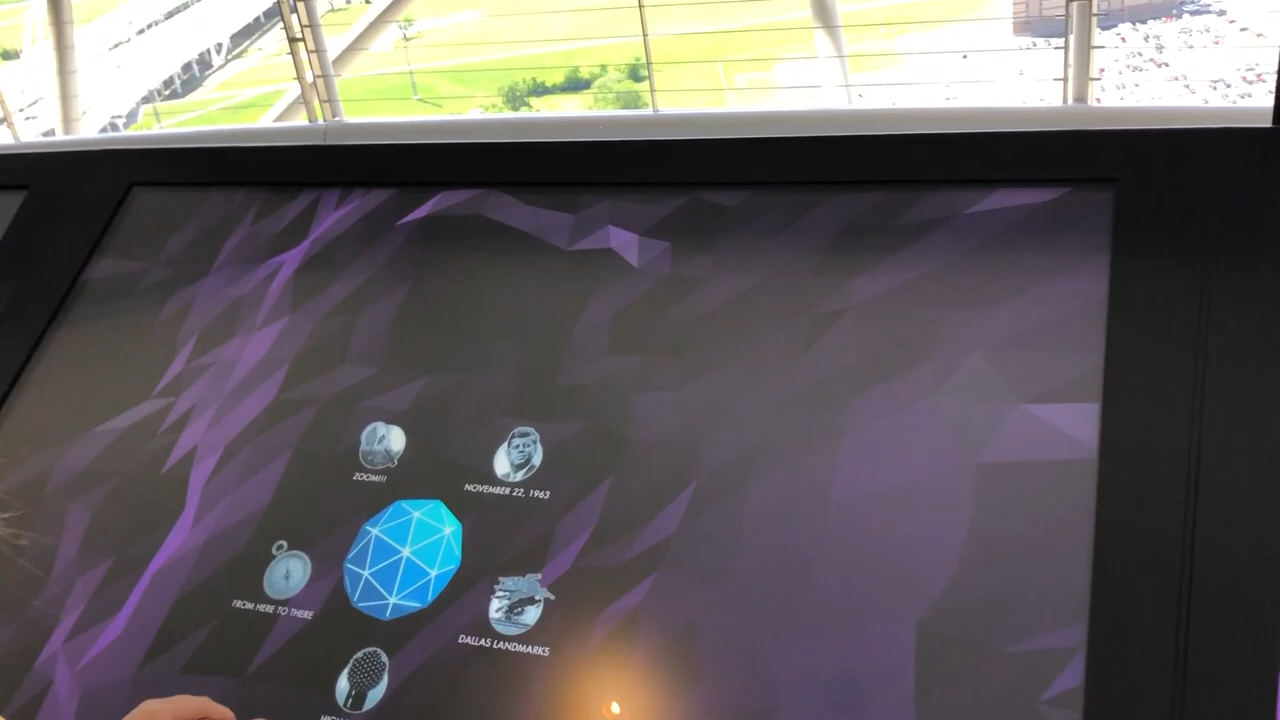 ZOOM!!!
NOVEMBER 22, 1963
FROM HERE TO THERE
DALLAS LANDMARKS